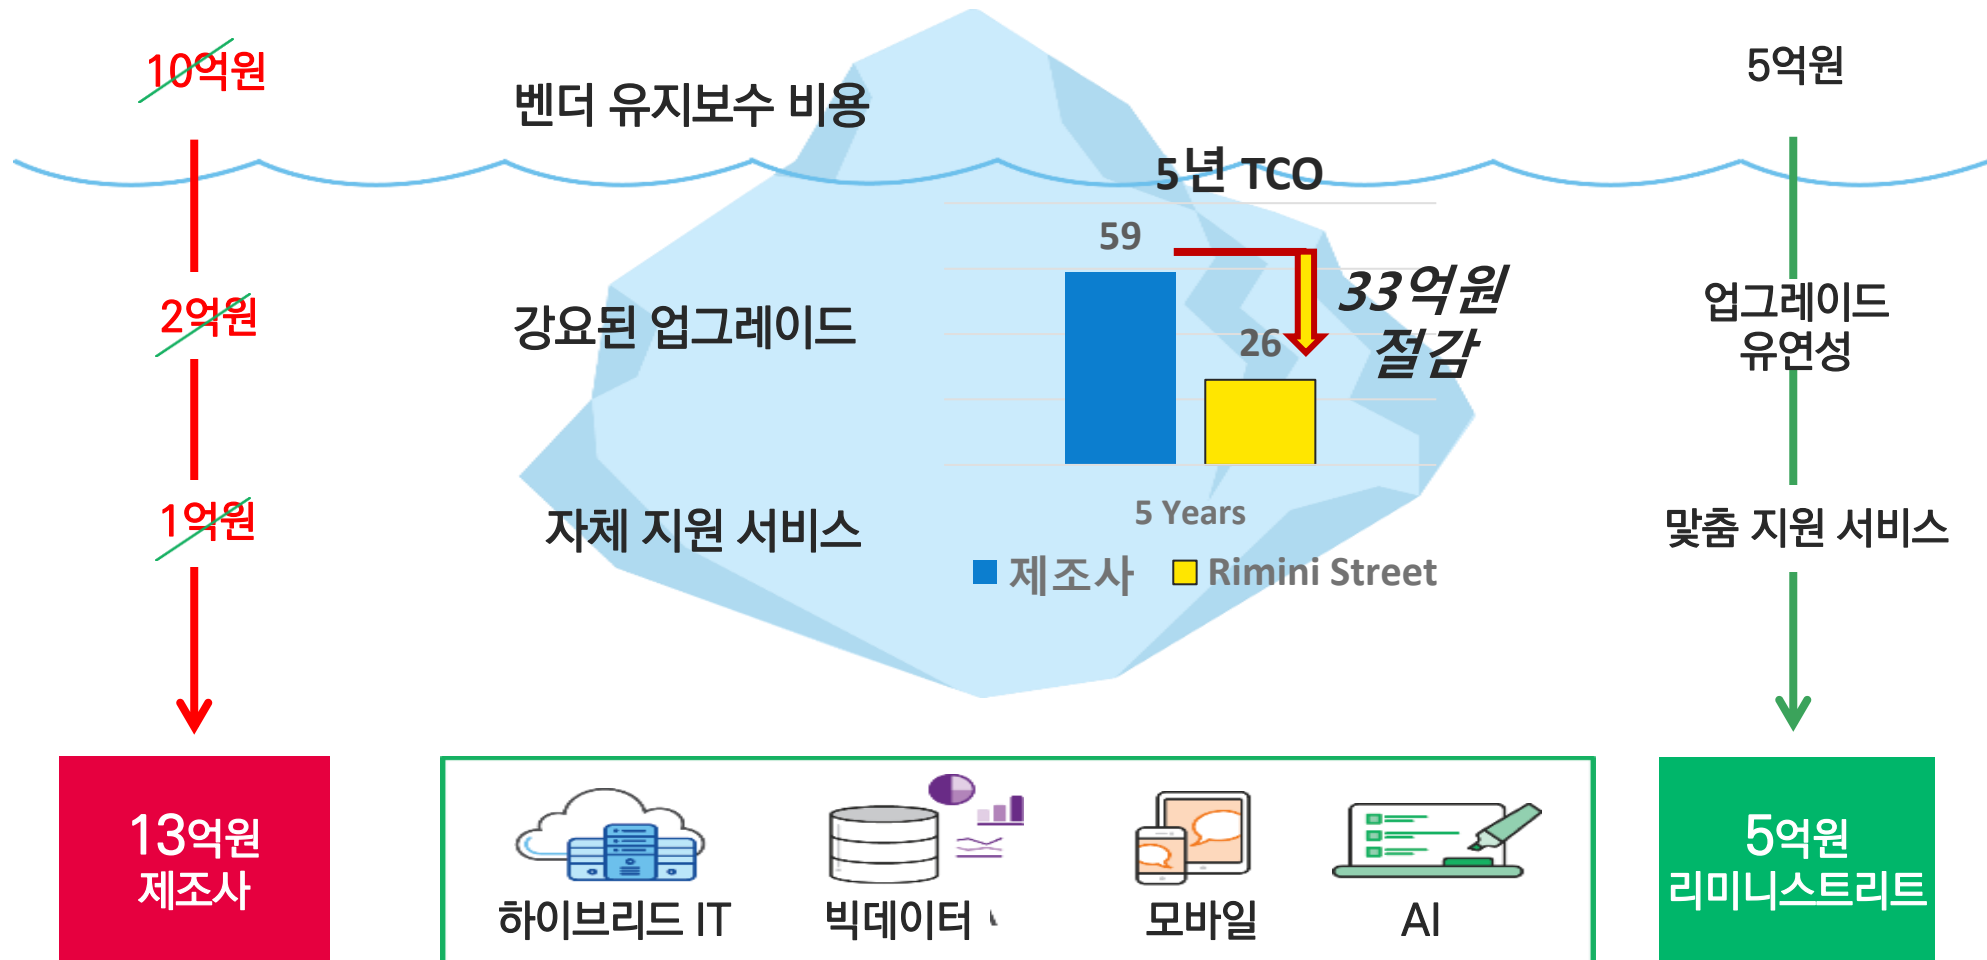 10억원
벤더 유지보수 비용
5억원
5년 TCO
59
33억원
절감
26
2억원
강요된 업그레이드
업그레이드
유연성
1억원
자체 지원 서비스
5 Years
맞춤 지원 서비스
제조사
Rimini Street
13억원
제조사
하이브리드 IT
빅데이터
모바일
AI
5억원
리미니스트리트